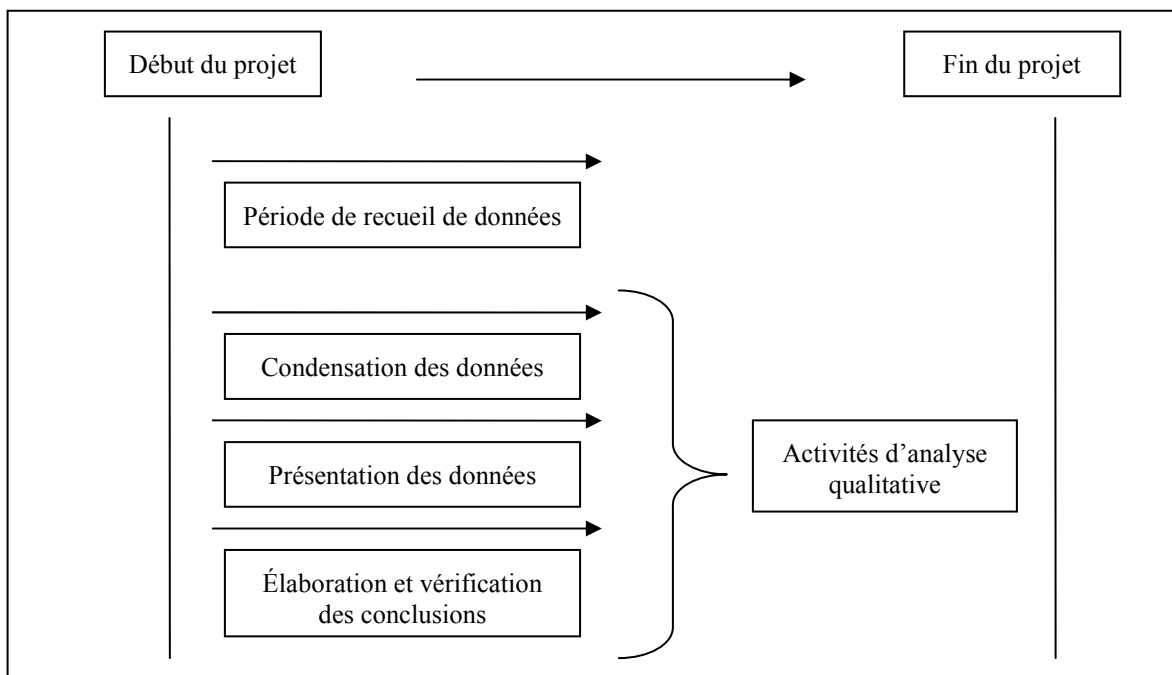 Début du projet
Fin du projet
Période de recueil de données
Condensation des données
Présentation des données
Activités d’analyse
qualitative
Élaboration et vérification
des conclusions